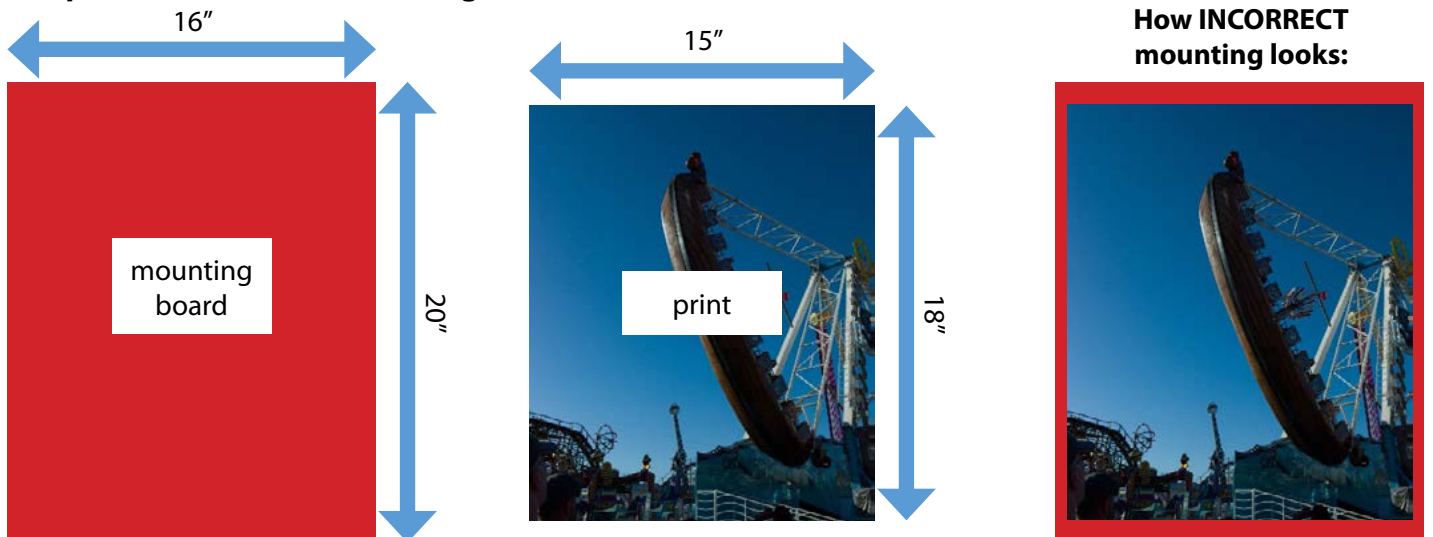 16”
15”
How INCORRECT
mounting looks:
mounting
board
20”
print
18”